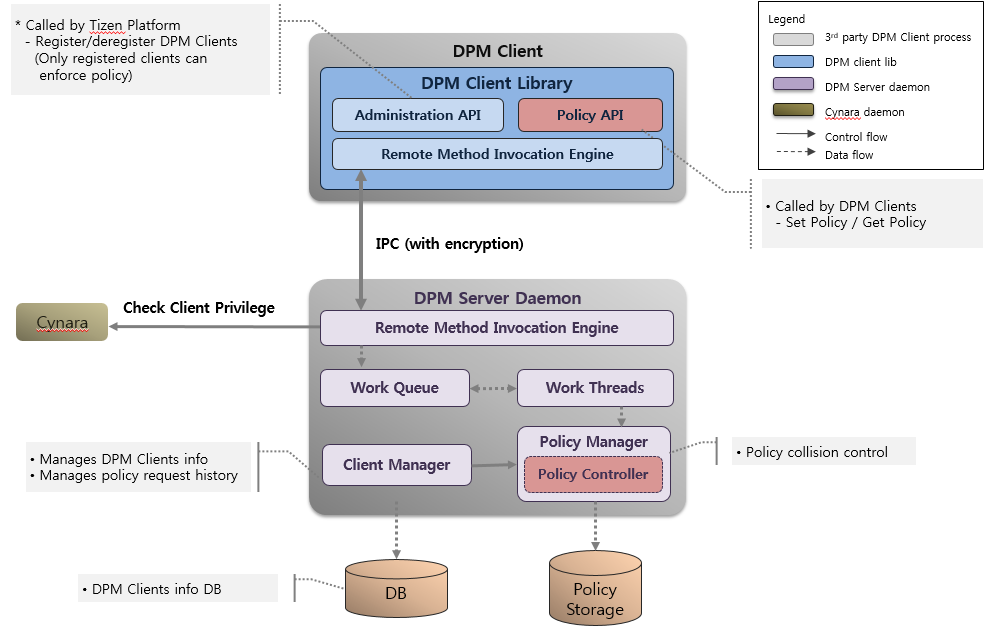 * Called by Tizen Platform
- Register/deregister DPM Clients
(Only registered clients can
enforce policy)
DPM Client
DPM Client Library
Administration API
Policy API
Remote Method Invocation Engine
Legend
3rd party DPM Client process
DPM client lib
DPM Server daemon
Cynara daemon
Control flow
Data flow
• Called by DPM Clients
- Set Policy / Get Policy
IPC (with encryption)
Check Client Privilege
Cynara
DPM Server Daemon
Remote Method Invocation Engine
Work Queue
Work Threads
Client Manager
Policy Manager
Policy Controller
• Manages DPM Clients info
• Manages policy request history
• Policy collision control
• DPM Clients info DB
DB
Policy
Storage